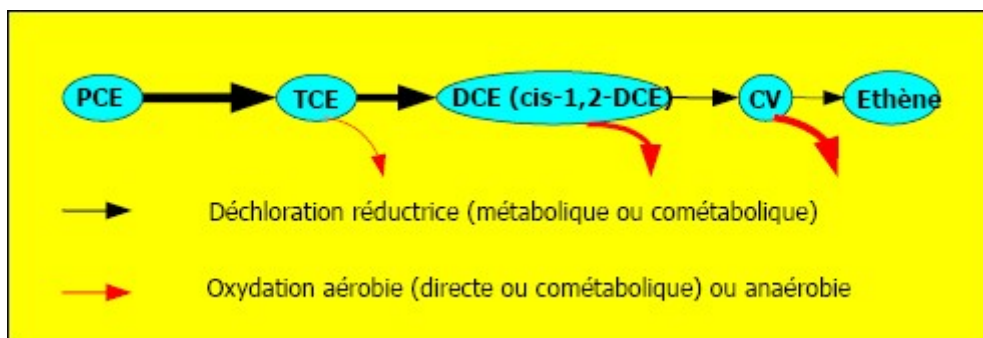 PCE TCE DCE (cis-1,2-DCE) CV Ethène
Déchloration réductrice (métabolique ou cométabolique)
Oxydation aérobie (directe ou cométabolique) ou anaérobie